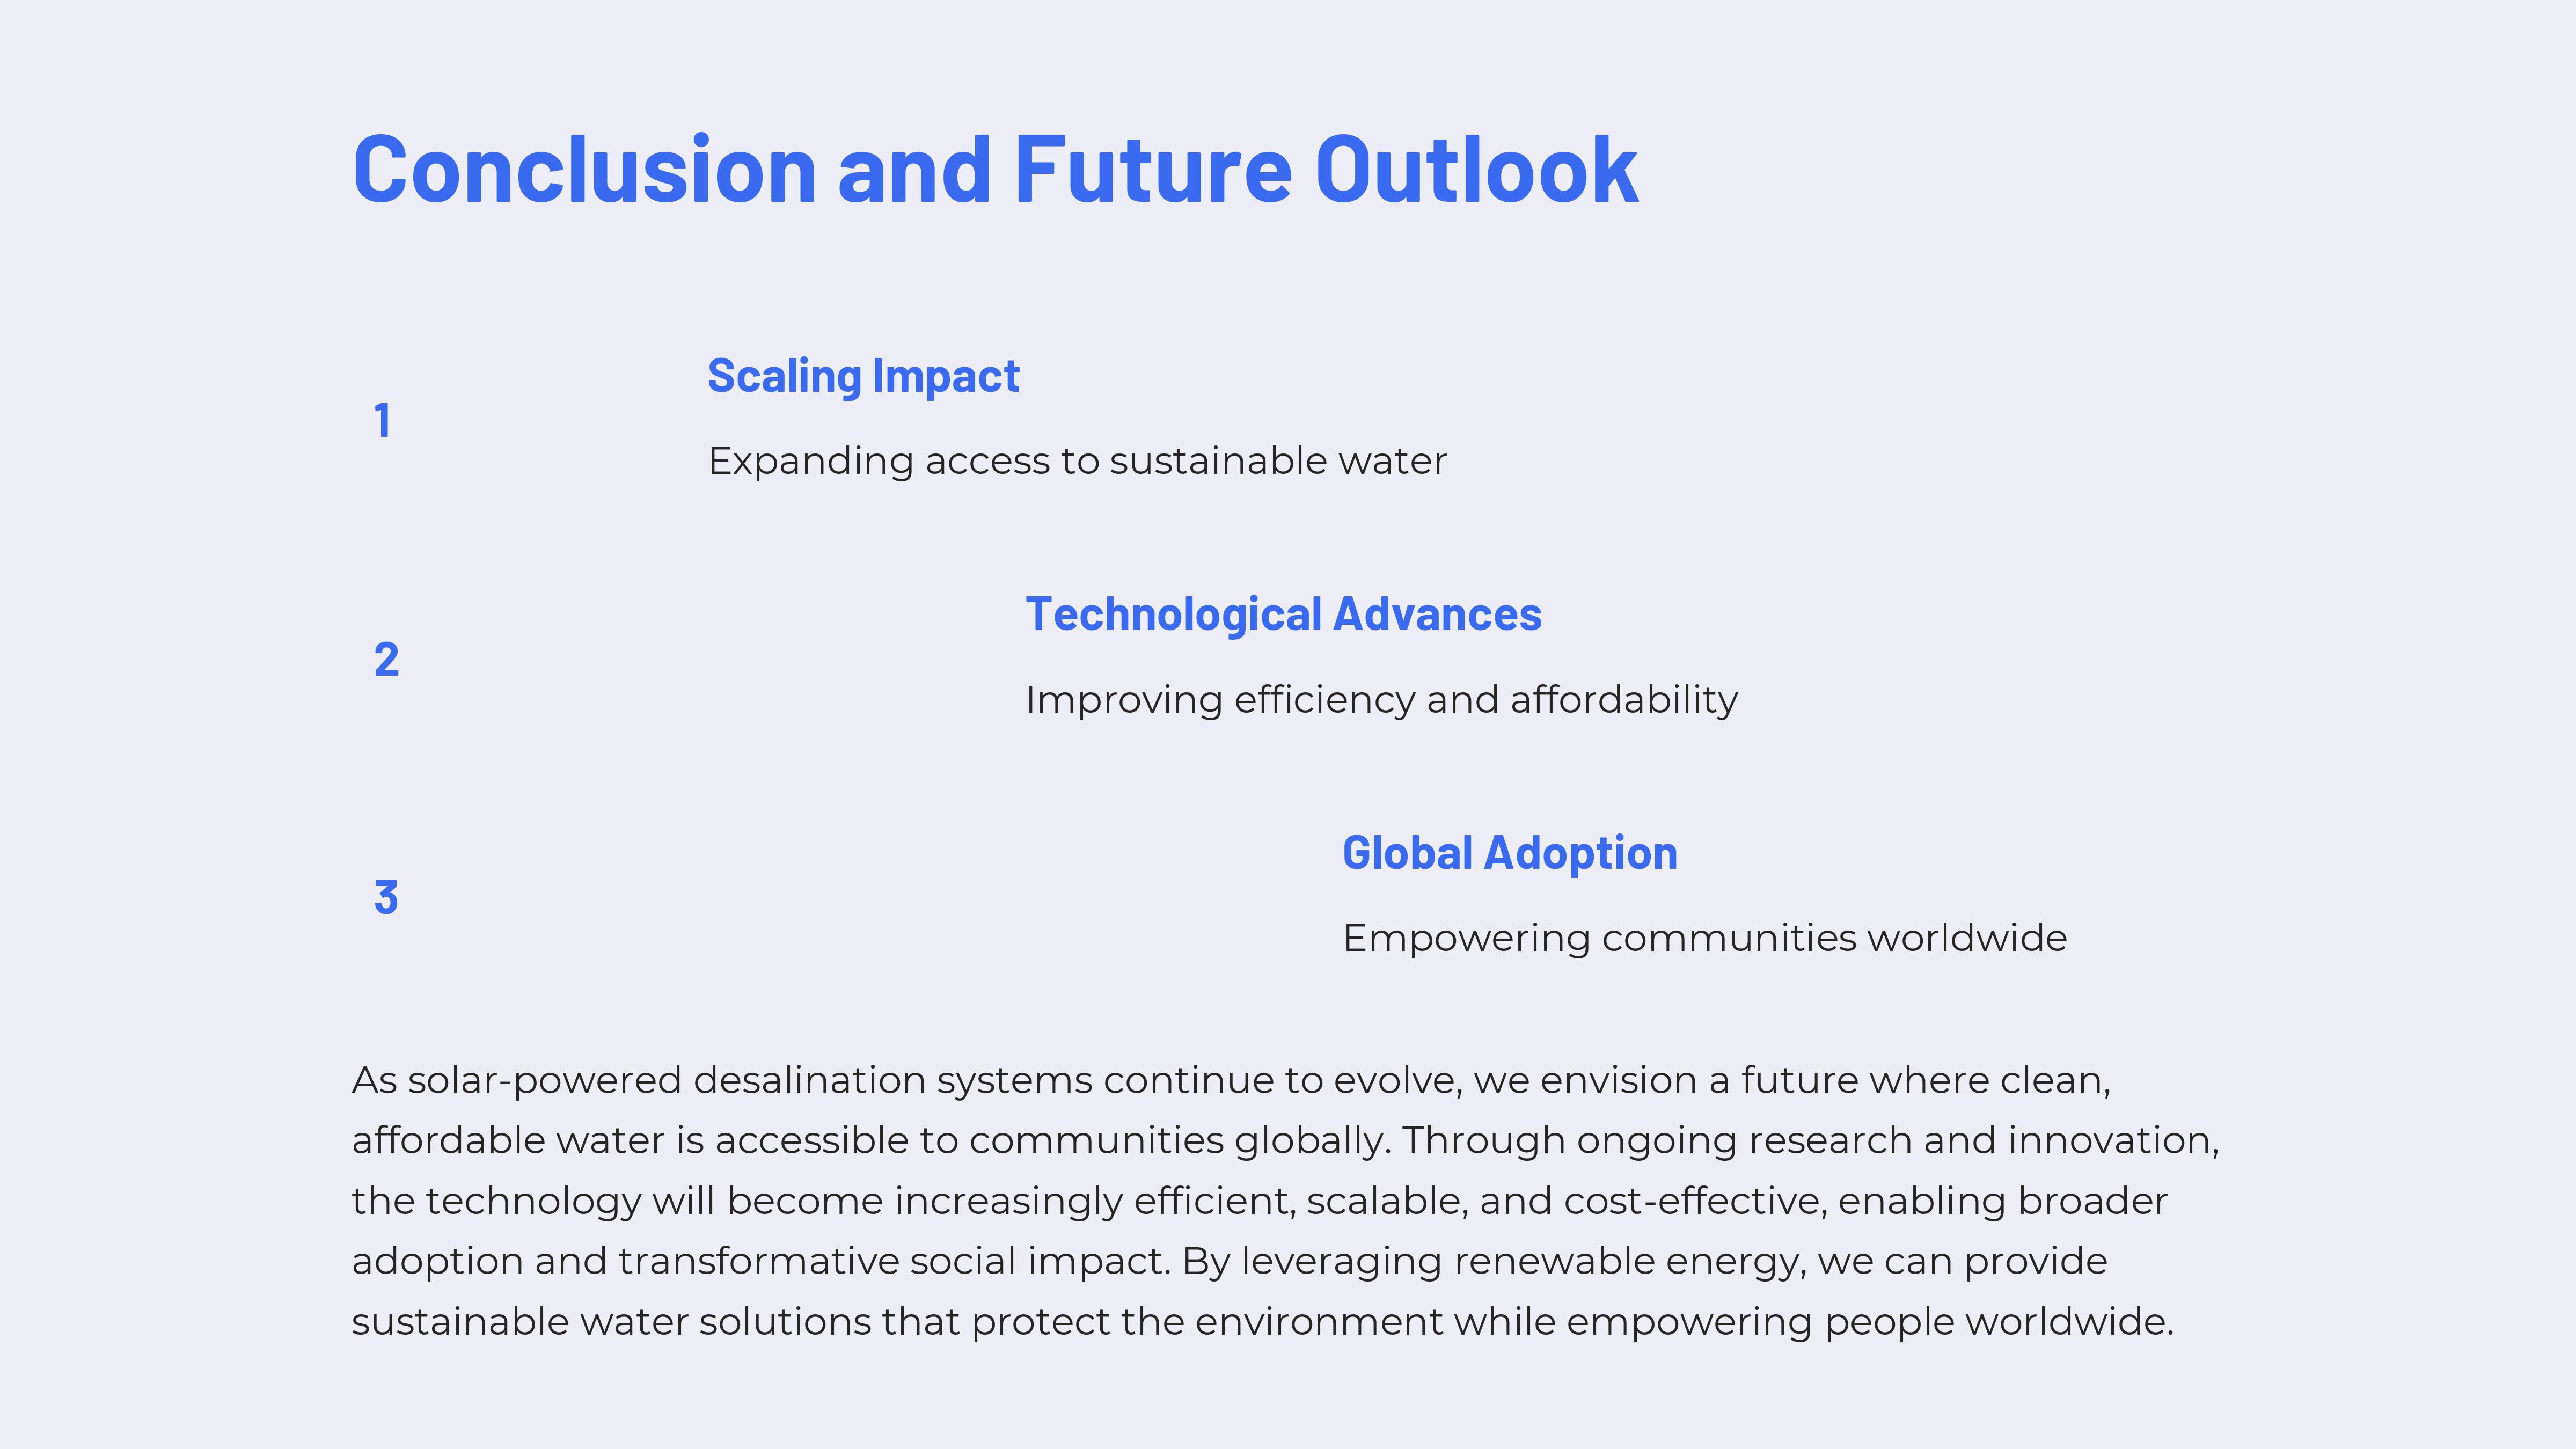 Conclusion and Future Outlook
1
Scaling Impact
Expanding access to sustainable water
2
Technological Advances
Improving efficiency and affordability
3
Global Adoption
Empowering communities worldwide
As solar-powered desalination systems continue to evolve, we envision a future where clean,
affordable water is accessible to communities globally. Through ongoing research and innovation,
the technology will become increasingly efficient, scalable, and cost-effective, enabling broader
adoption and transformative social impact. By leveraging renewable energy, we can provide
sustainable water solutions that protect the environment while empowering people worldwide.